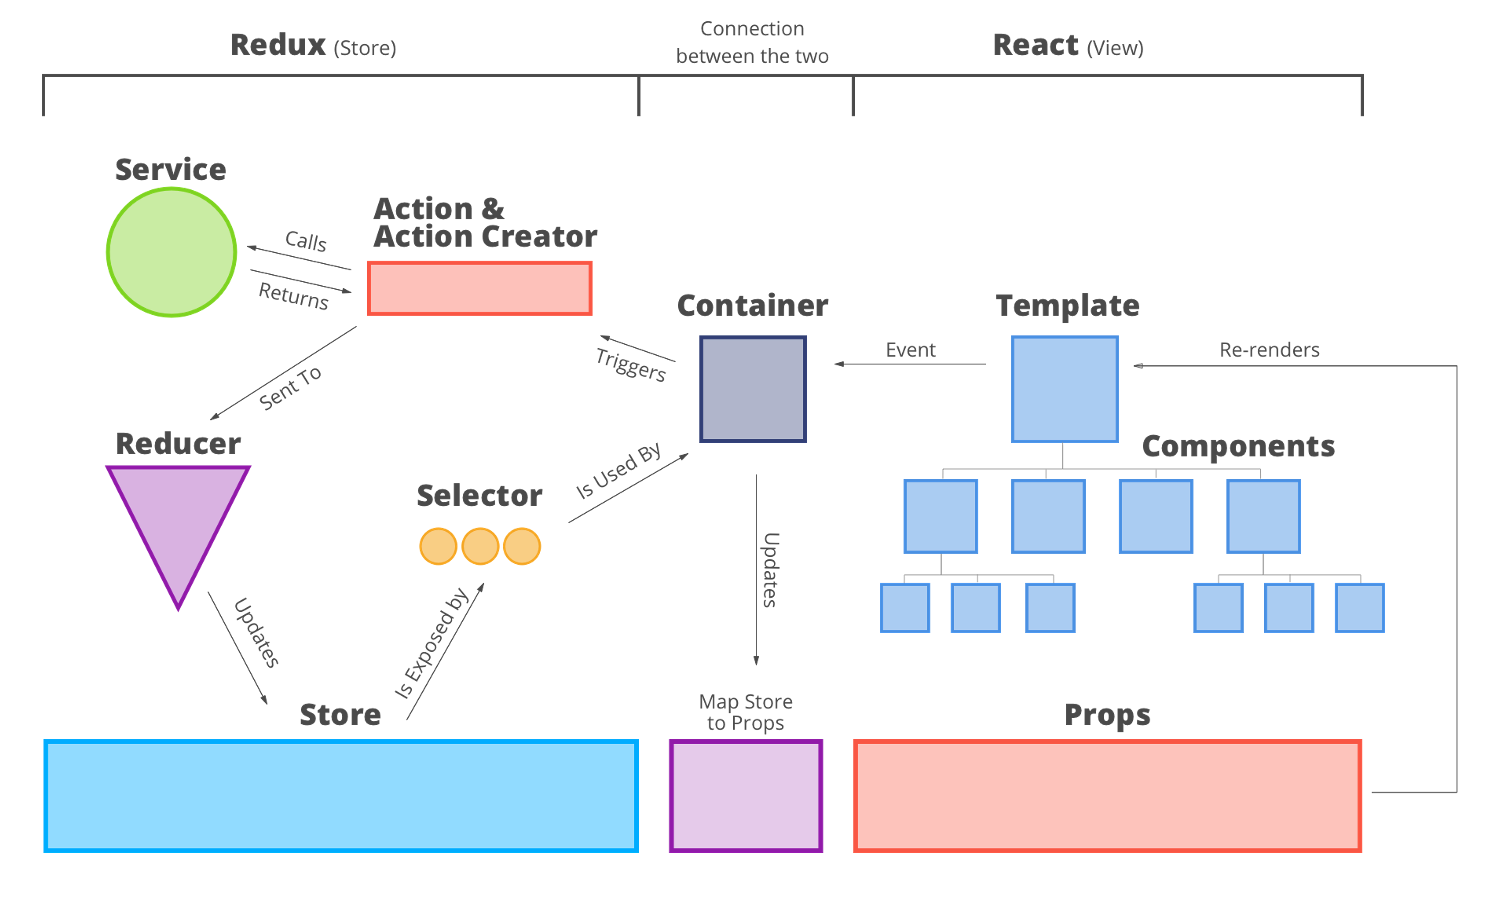 Redux (Store)
Connection
between the two
React (View)
Service
Action &
Action Creator
Calls
Returns
Container
Template
Triggers
Event
Re-renders
Sent To
Reducer
Components
Selector
Is Used By
Updates
Updates
Is Exposed by
Store
Map Store
to Props
Props